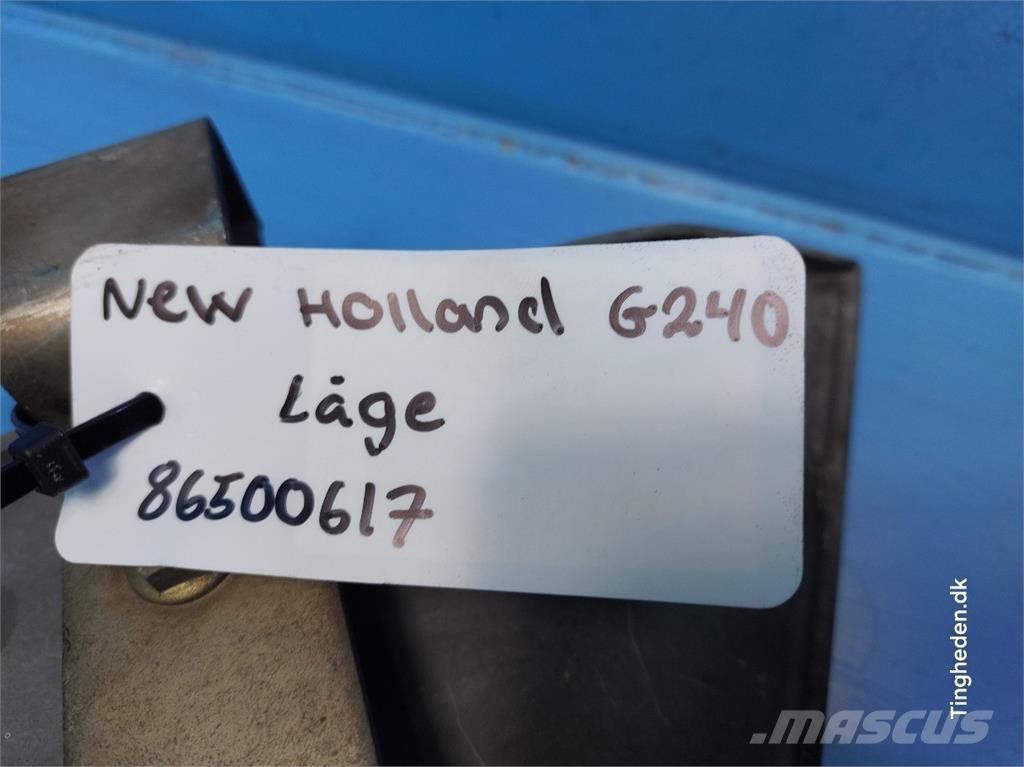 New Holland G240
Låge
86500617
Tingheden.dk
MASCUS